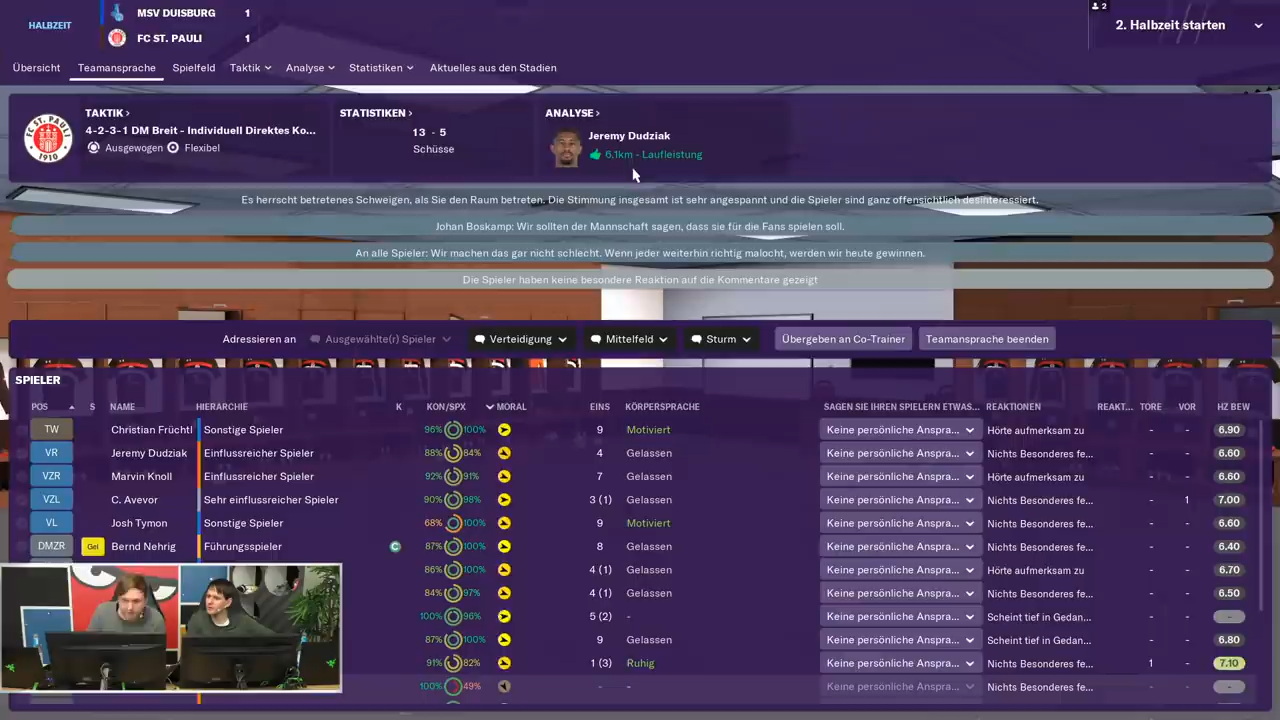 HALBZEIT
MSV DUISBURG 1
FC ST. PAULI 1
2
2. Halbzeit starten
Übersicht Teamansprache Spielfeld Taktik Analyse Statistiken Aktuelles aus den Stadien
FC ST. PAULI
1910
TAKTIK
4-2-3-1 DM Breit - Individuell Direktes Ko...
Ausgewogen Flexibel
STATISTIKEN
13 - 5
Schüsse
ANALYSE
Jeremy Dudziak
6.1km - Laufleistung
Es herrscht betretenes Schweigen, als Sie den Raum betreten. Die Stimmung insgesamt ist sehr angespannt und die Spieler sind ganz offensichtlich desinteressiert.
Johan Boskamp: Wir sollten der Mannschaft sagen, dass sie für die Fans spielen soll.
An alle Spieler: Wir machen das gar nicht schlecht. Wenn jeder weiterhin richtig malocht, werden wir heute gewinnen.
Die Spieler haben keine besondere Reaktion auf die Kommentare gezeigt
Adressieren an Ausgewählte(r) Spieler Verteidigung Mittelfeld Sturm Übergeben an Co-Trainer Teamansprache beenden
SPIELER
POS S NAME HIERARCHIE K KON/SPX MORAL EINS KÖRPERSPRACHE SAGEN SIE IHREN SPIELERN ETWAS... REAKTIONEN REAKT... TORE VOR HZ BEW
TW Christian Früchtl Sonstige Spieler 96% 100% 9 Motiviert Keine persönliche Anspra... Hörte aufmerksam zu - - 6.90
VR Jeremy Dudziak Einflussreicher Spieler 88% 84% 4 Gelassen Keine persönliche Anspra... Nichts Besonderes fe... - - 6.60
VZR Marvin Knoll Einflussreicher Spieler 92% 91% 7 Gelassen Keine persönliche Anspra... Hörte aufmerksam zu - - 6.60
VZL C. Avevor Sehr einflussreicher Spieler 90% 98% 3 (1) Gelassen Keine persönliche Anspra... Nichts Besonderes fe... - 1 7.00
VL Josh Tymon Sonstige Spieler 68% 100% 9 Motiviert Keine persönliche Anspra... Nichts Besonderes fe... - - 6.60
DMZR Gel Bernd Nehrig Führungsspieler C 87% 100% 8 Gelassen Keine persönliche Anspra... Nichts Besonderes fe... - - 6.40
86% 100% 4 (1) Gelassen Keine persönliche Anspra... Hörte aufmerksam zu - - 6.70
84% 97% 4 (1) Gelassen Keine persönliche Anspra... Nichts Besonderes fe... - - 6.50
100% 96% 5 (2) - Keine persönliche Anspra... Scheint tief in Gedan... - - -
87% 100% 9 Gelassen Keine persönliche Anspra... Scheint tief in Gedan... - - 6.80
91% 82% 1 (3) Ruhig Keine persönliche Anspra... Nichts Besonderes fe... 1 - 7.10
100% 49% - - Keine persönliche Anspra... Nichts Besonderes fe... - - -